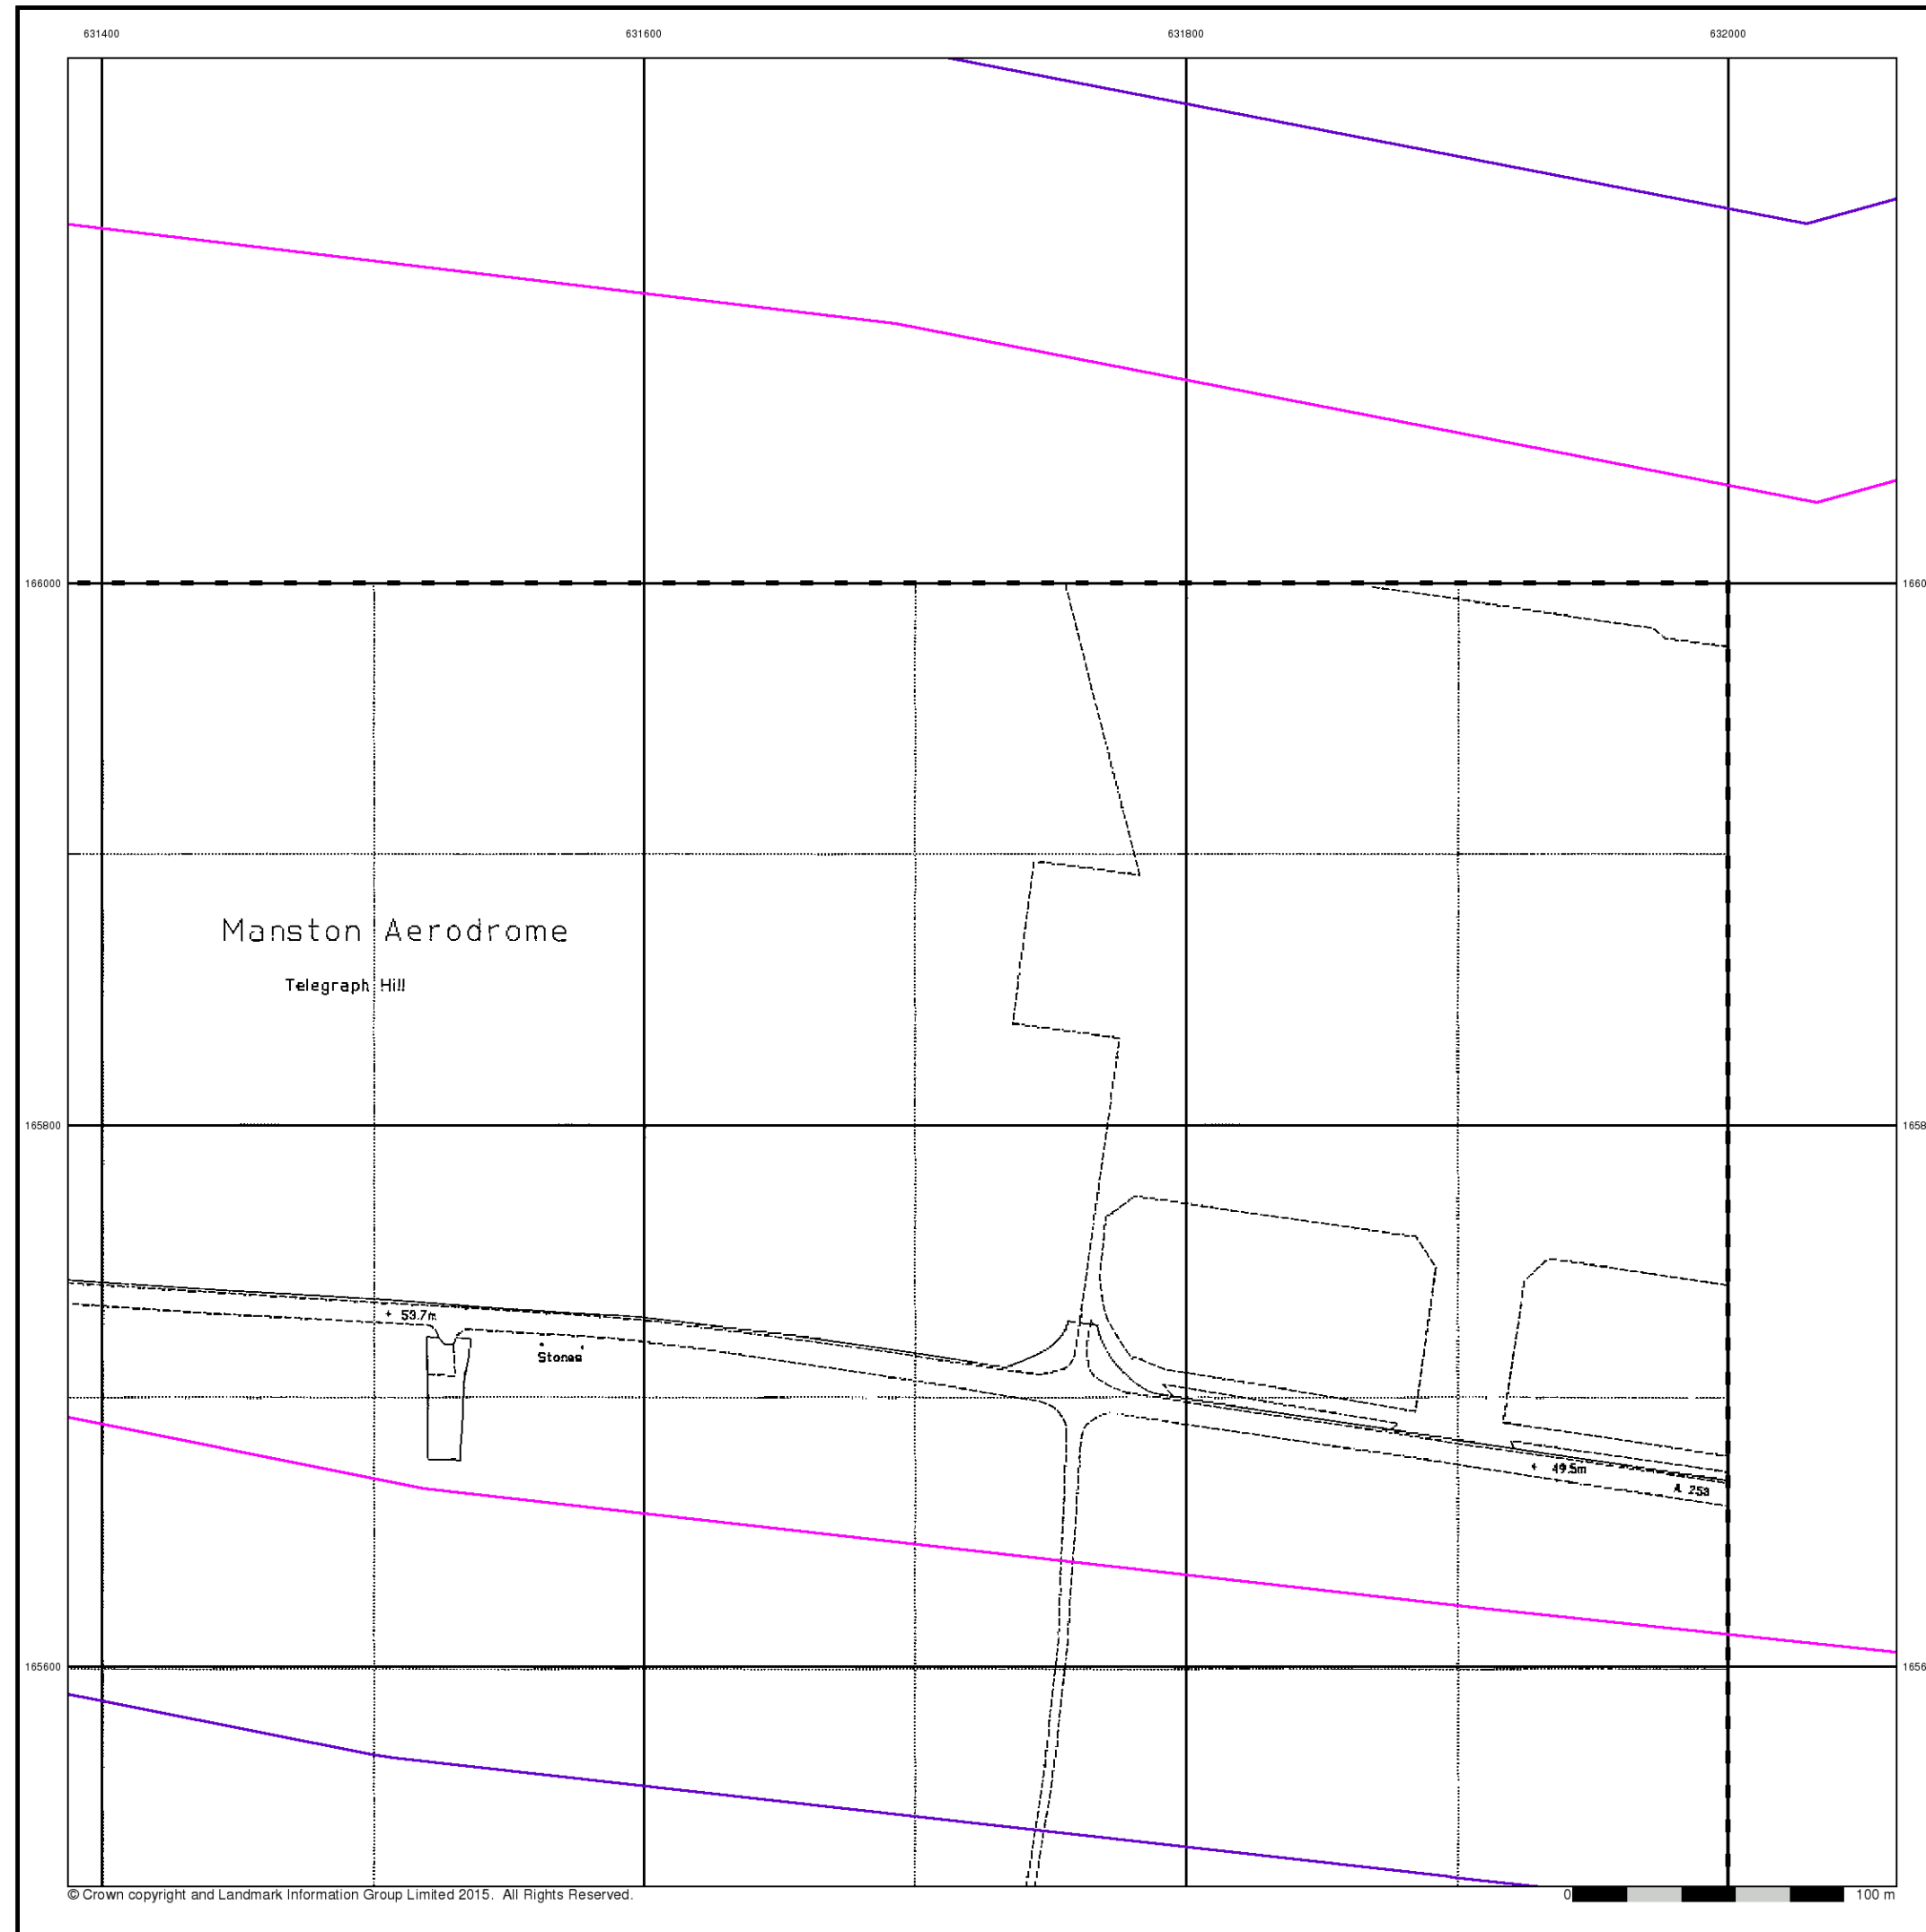 631400 631600 631800 632000
166000 1660
Manston Aerodrome
Telegraph Hill
165800 1658
53.7m
Stones
49.5m
A 253
165600 1656
© Crown copyright and Landmark Information Group Limited 2015. All Rights Reserved.
0 100 m